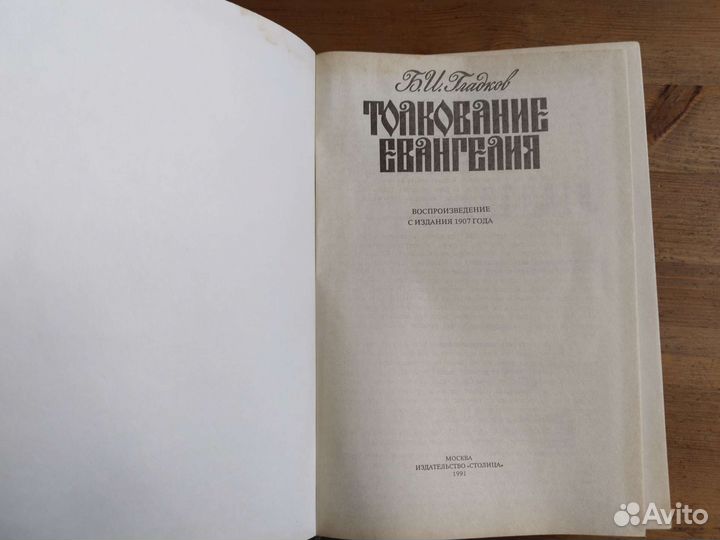 Б.И. Гладков
ТОЛКОВАНИЕ
ЕВАНГЕЛИЯ
ВОСПРОИЗВЕДЕНИЕ
С ИЗДАНИЯ 1907 ГОДА
МОСКВА
ИЗДАТЕЛЬСТВО «СТОЛИЦА»
1991
Avito